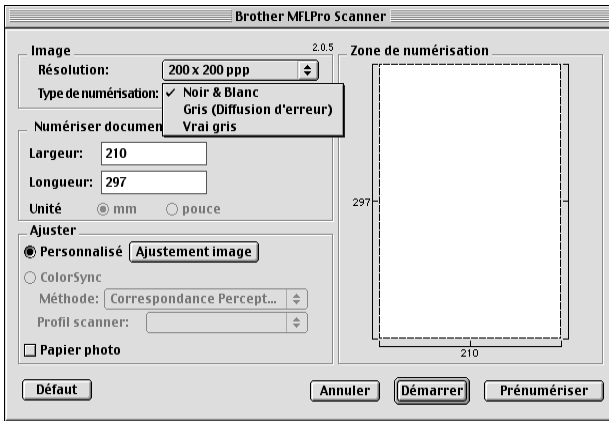 Brother MFLPro Scanner
Image
2.0.5
Résolution:
200 x 200 ppp
Type de numérisation:
✓ Noir & Blanc
Gris (Diffusion d'erreur)
Vrai gris
Numériser documen
Largeur:
210
Longueur:
297
Unité
mm
pouce
Ajuster
Personnalisé
Ajustement image
ColorSync
Méthode:
Correspondance Percept...
Profil scanner:
Papier photo
Zone de numérisation
297
210
Défaut
Annuler
Démarrer
Prénumériser